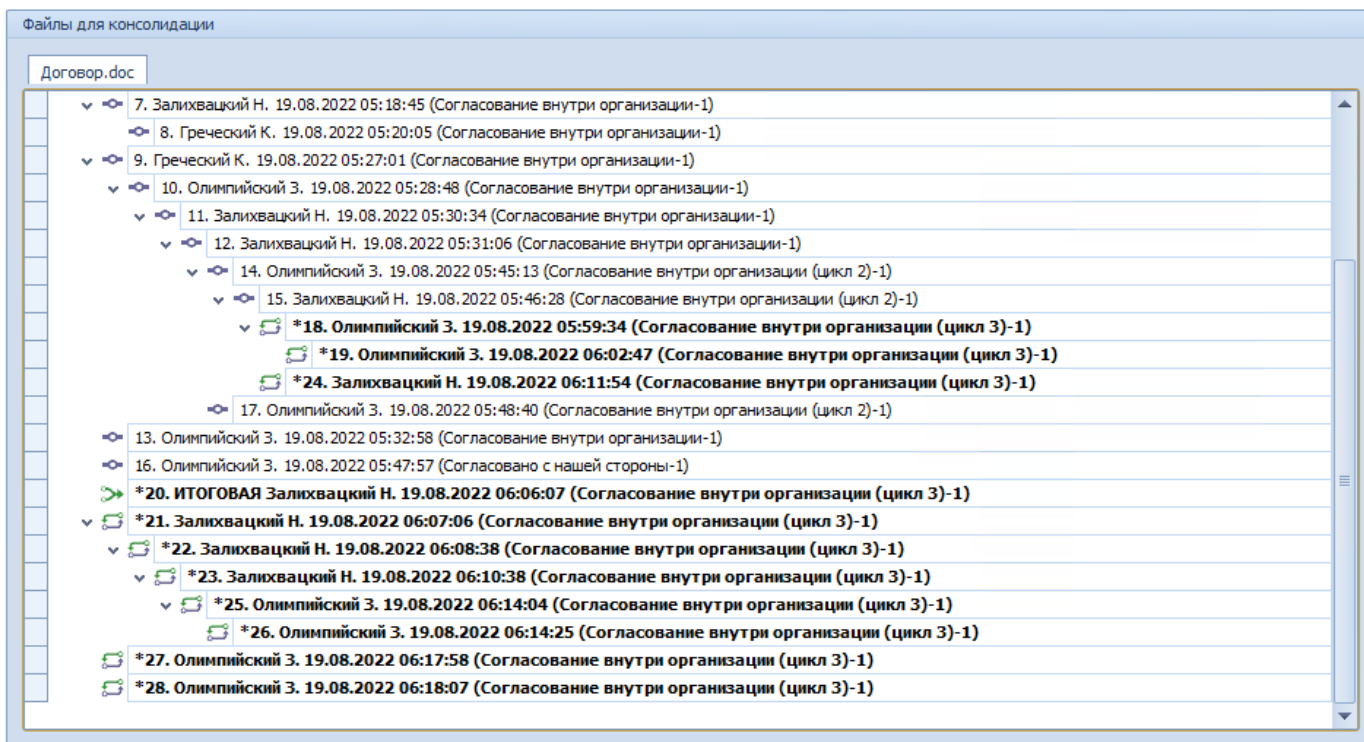 Файлы для консолидации
Договор.doc
7. Залихвацкий Н. 19.08.2022 05:18:45 (Согласование внутри организации-1)
8. Греческий К. 19.08.2022 05:20:05 (Согласование внутри организации-1)
9. Греческий К. 19.08.2022 05:27:01 (Согласование внутри организации-1)
10. Олимпийский З. 19.08.2022 05:28:48 (Согласование внутри организации-1)
11. Залихвацкий Н. 19.08.2022 05:30:34 (Согласование внутри организации-1)
12. Залихвацкий Н. 19.08.2022 05:31:06 (Согласование внутри организации-1)
14. Олимпийский З. 19.08.2022 05:45:13 (Согласование внутри организации (цикл 2)-1)
15. Залихвацкий Н. 19.08.2022 05:46:28 (Согласование внутри организации (цикл 2)-1)
*18. Олимпийский З. 19.08.2022 05:59:34 (Согласование внутри организации (цикл 3)-1)
*19. Олимпийский З. 19.08.2022 06:02:47 (Согласование внутри организации (цикл 3)-1)
*24. Залихвацкий Н. 19.08.2022 06:11:54 (Согласование внутри организации (цикл 3)-1)
17. Олимпийский З. 19.08.2022 05:48:40 (Согласование внутри организации (цикл 2)-1)
13. Олимпийский З. 19.08.2022 05:32:58 (Согласование внутри организации-1)
16. Олимпийский З. 19.08.2022 05:47:57 (Согласовано с нашей стороны-1)
*20. ИТОГОВАЯ Залихвацкий Н. 19.08.2022 06:06:07 (Согласование внутри организации (цикл 3)-1)
*21. Залихвацкий Н. 19.08.2022 06:07:06 (Согласование внутри организации (цикл 3)-1)
*22. Залихвацкий Н. 19.08.2022 06:08:38 (Согласование внутри организации (цикл 3)-1)
*23. Залихвацкий Н. 19.08.2022 06:10:38 (Согласование внутри организации (цикл 3)-1)
*25. Олимпийский З. 19.08.2022 06:14:04 (Согласование внутри организации (цикл 3)-1)
*26. Олимпийский З. 19.08.2022 06:14:25 (Согласование внутри организации (цикл 3)-1)
*27. Олимпийский З. 19.08.2022 06:17:58 (Согласование внутри организации (цикл 3)-1)
*28. Олимпийский З. 19.08.2022 06:18:07 (Согласование внутри организации (цикл 3)-1)